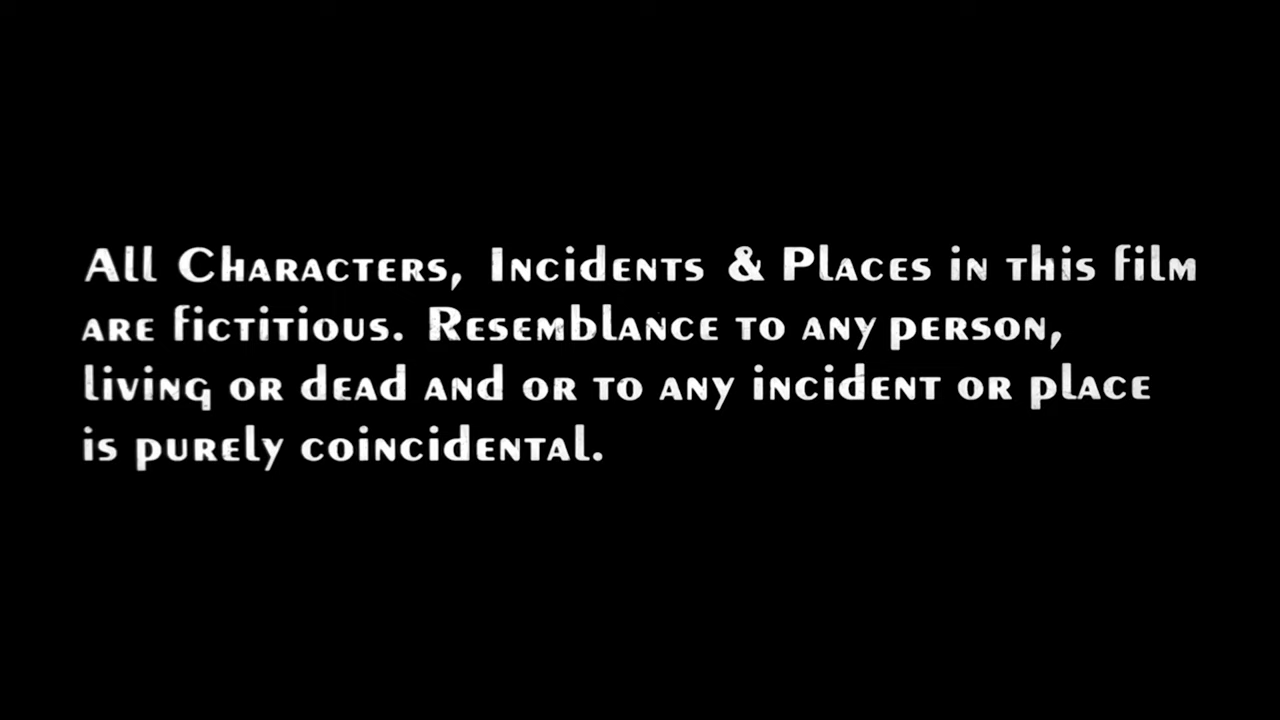 All Characters, Incidents & Places in this film
are fictitious. Resemblance to any person,
living or dead and or to any incident or place
is purely coincidental.